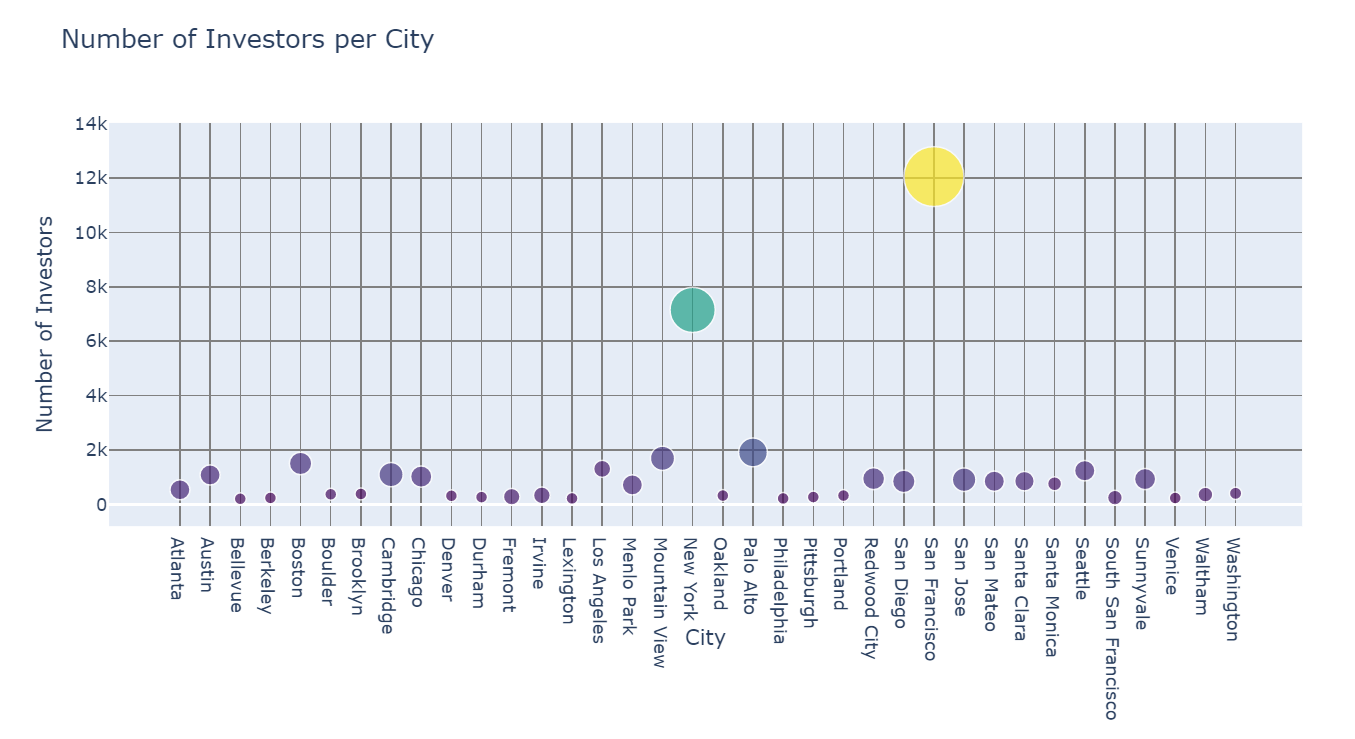 Number of Investors per City
14k
12k
10k
8k
6k
4k
2k
0
Number of Investors
Atlanta
Austin
Bellevue
Berkeley
Boston
Boulder
Brooklyn
Cambridge
Chicago
Denver
Durham
Fremont
Irvine
Lexington
Los Angeles
Menlo Park
Mountain View
New York
Oakland
Palo Alto
Philadelphia
Pittsburgh
Portland
Redwood City
San Diego
San Francisco
San Jose
San Mateo
Santa Clara
Santa Monica
Seattle
South San Francisco
Sunnyvale
Venice
Waltham
Washington
City